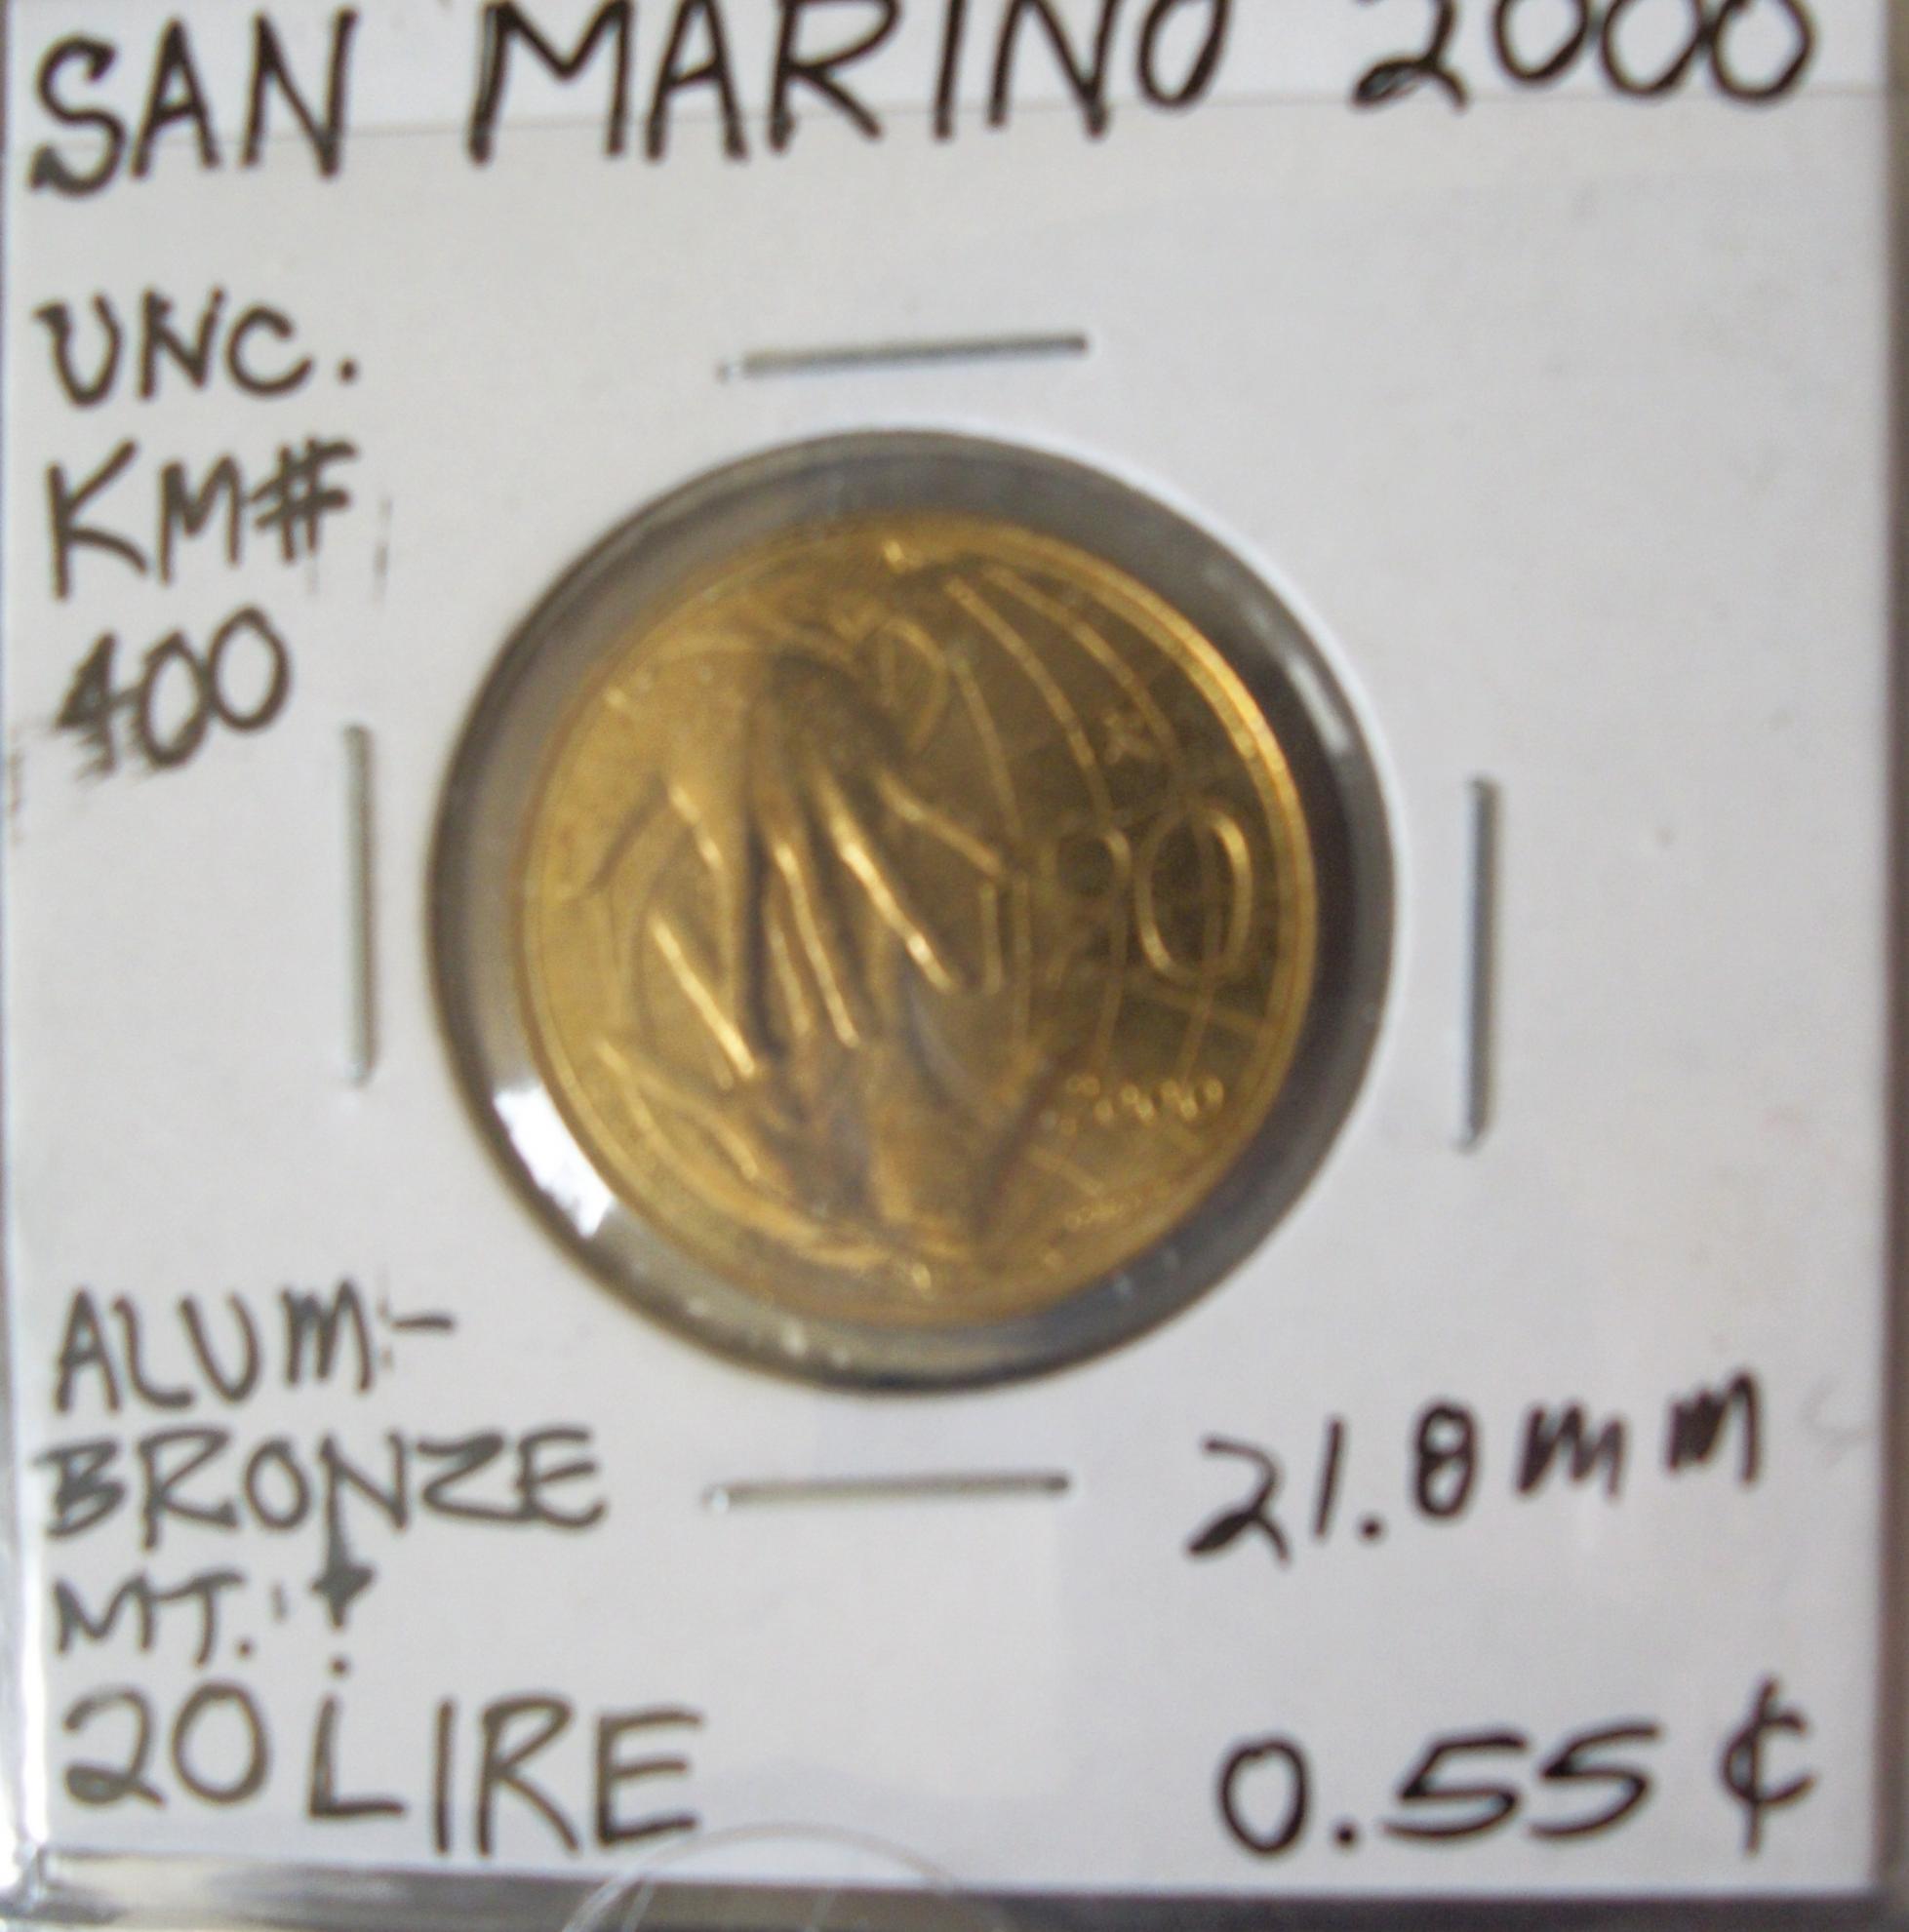 SAN MARINO 2000
UNC.
KM#
400
ALUM-
BRONZE
MT.:
20 LIRE
21.8mm
0.55¢